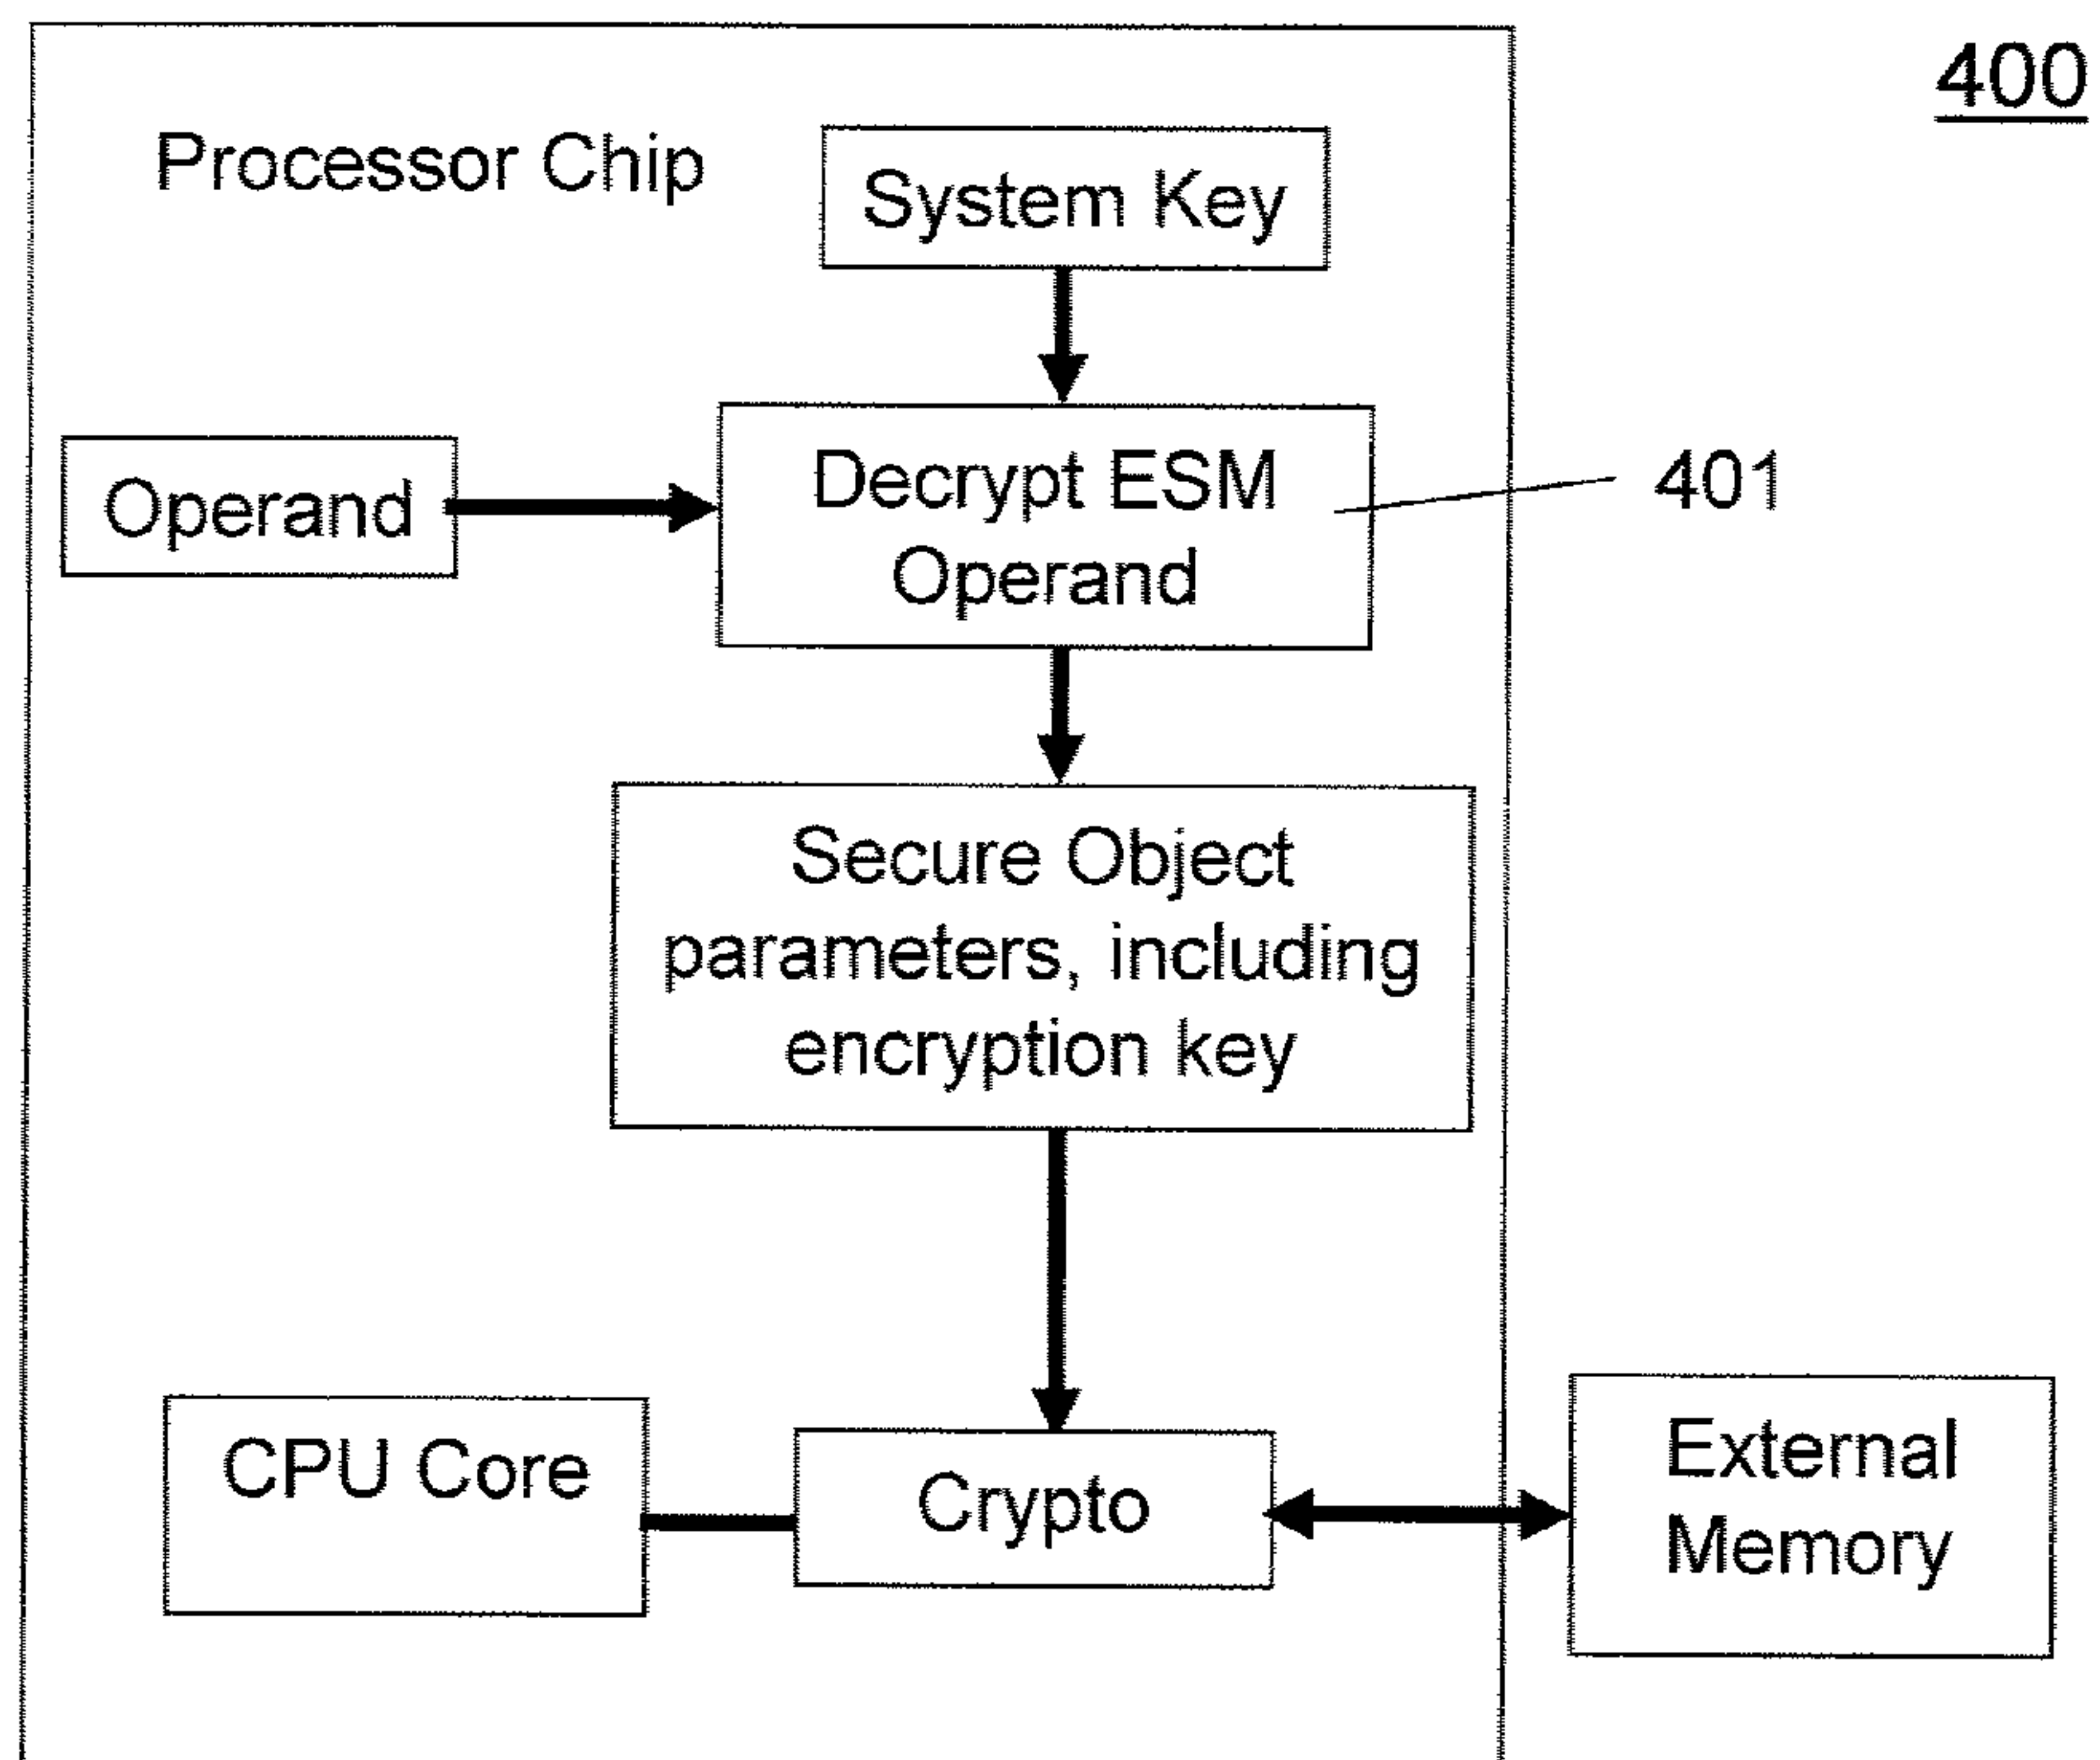 400
Processor Chip
System Key
Operand
Decrypt ESM
Operand
401
Secure Object
parameters, including
encryption key
CPU Core
Crypto
External
Memory